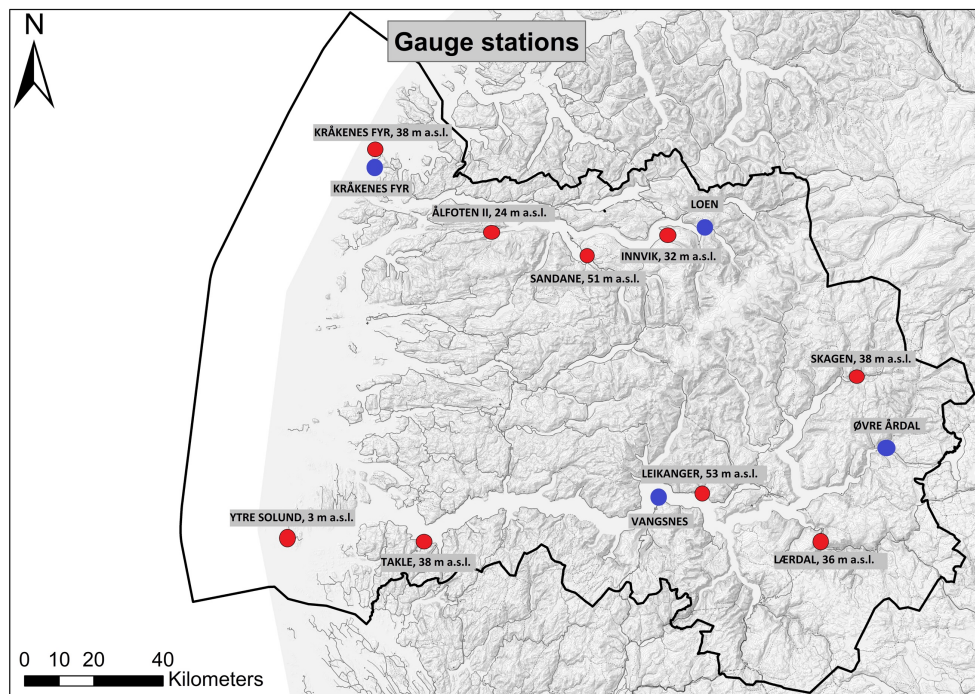 Gauge stations
N
KRÅKENES FYR, 38 m a.s.l.
KRÅKENES FYR
LOEN
ÅLFOTEN II, 24 m a.s.l.
INNVIK, 32 m a.s.l.
SANDANE, 51 m a.s.l.
SKAGEN, 38 m a.s.l.
ØVRE ÅRDAL
LEIKANGER, 53 m a.s.l.
VANGSNES
YTRE SOLUND, 3 m a.s.l.
TAKLE, 38 m a.s.l.
LÆRDAL, 36 m a.s.l.
0 10 20 40
Kilometers